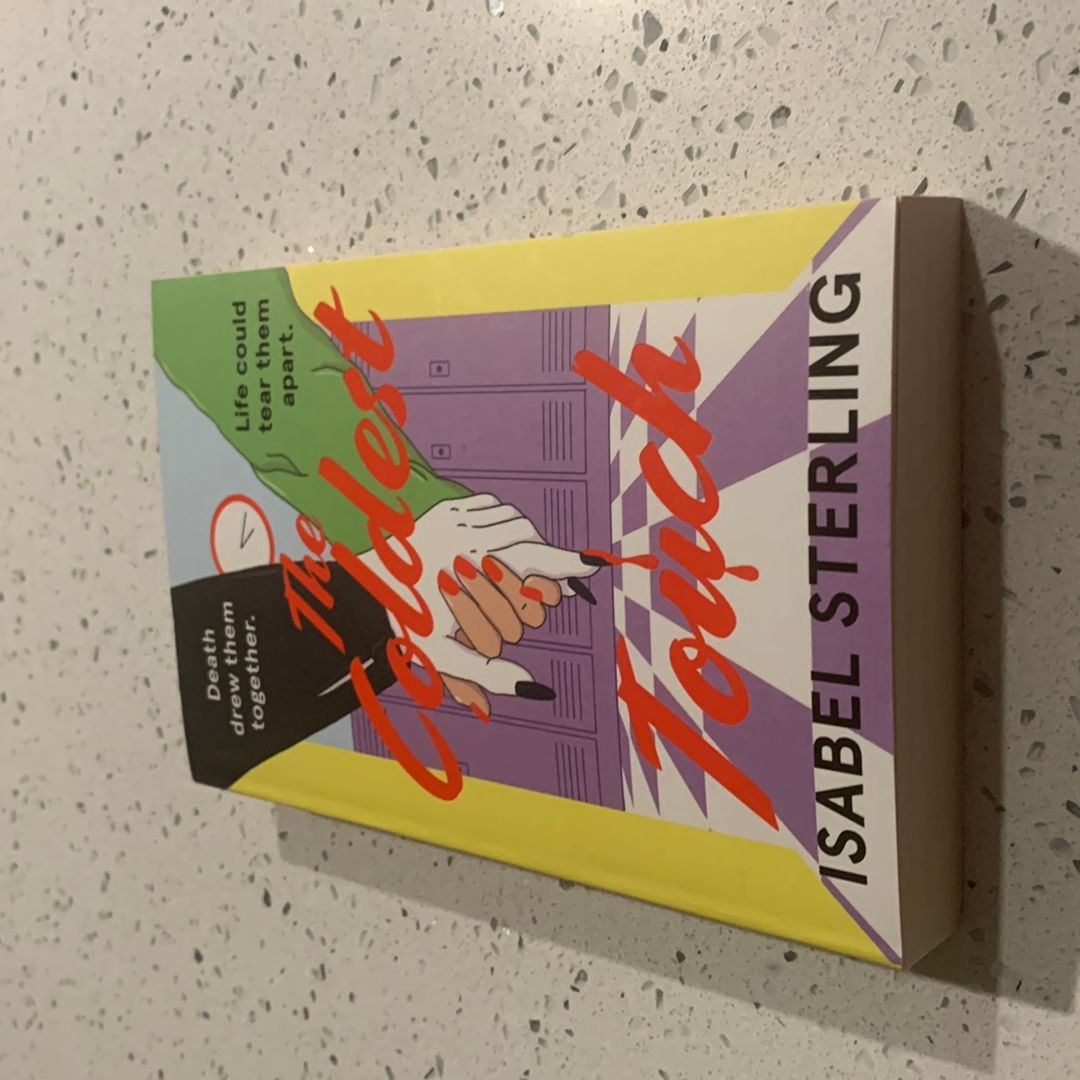 Death
drew them
together.
Life could
tear them
apart.
The
Coldest
Touch
ISABEL STERLING